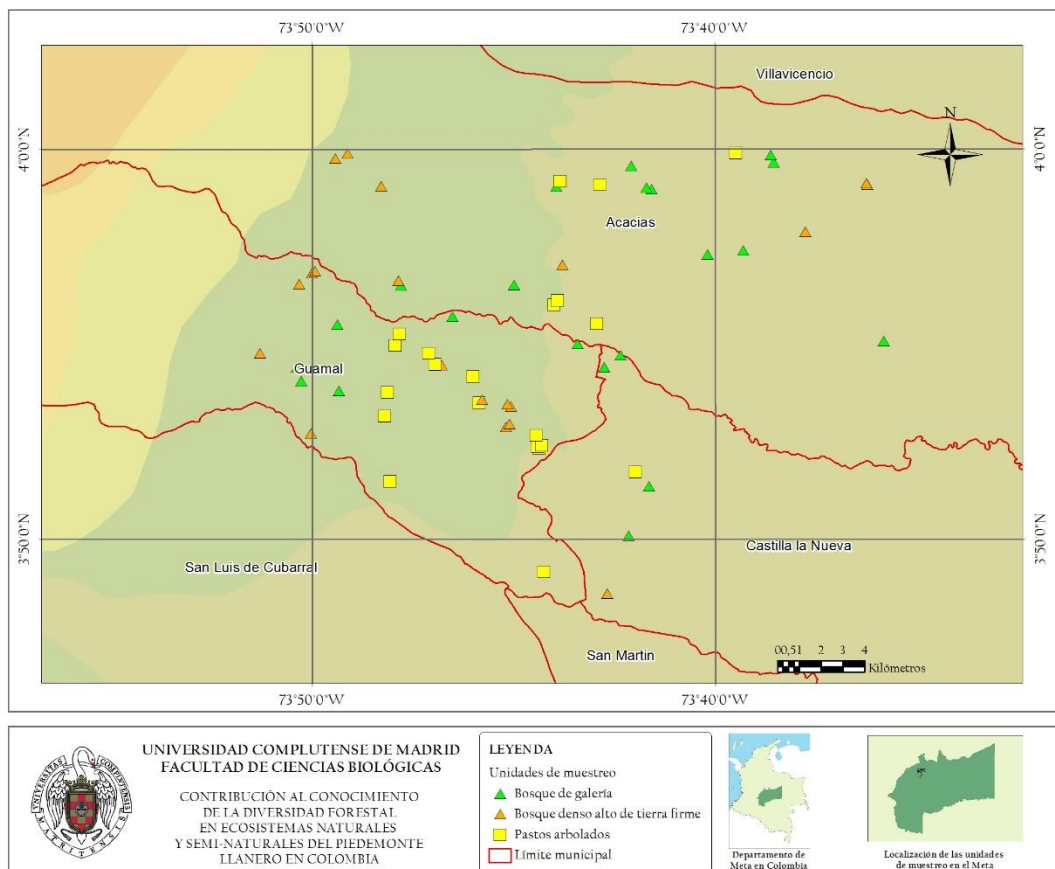 73°50'0"W
73°40'0"W
Villavicencio
N
4°0'0"N
4°0'0"N
Acacias
Guamal
3°50'0"N
3°50'0"N
Castilla la Nueva
San Luis de Cubarral
San Martin
00,51 2 3 4
Kilómetros
73°50'0"W
73°40'0"W
UNIVERSIDAD COMPLUTENSE DE MADRID
FACULTAD DE CIENCIAS BIOLÓGICAS
CONTRIBUCIÓN AL CONOCIMIENTO
DE LA DIVERSIDAD FORESTAL
EN ECOSISTEMAS NATURALES
Y SEMI-NATURALES DEL PIEDEMONTE
LLANERO EN COLOMBIA
LEYENDA
Unidades de muestreo
Bosque de galería
Bosque denso alto de tierra firme
Pastos arbolados
Límite municipal
Departamento de
Meta en Colombia
Localización de las unidades
de muestreo en el Meta